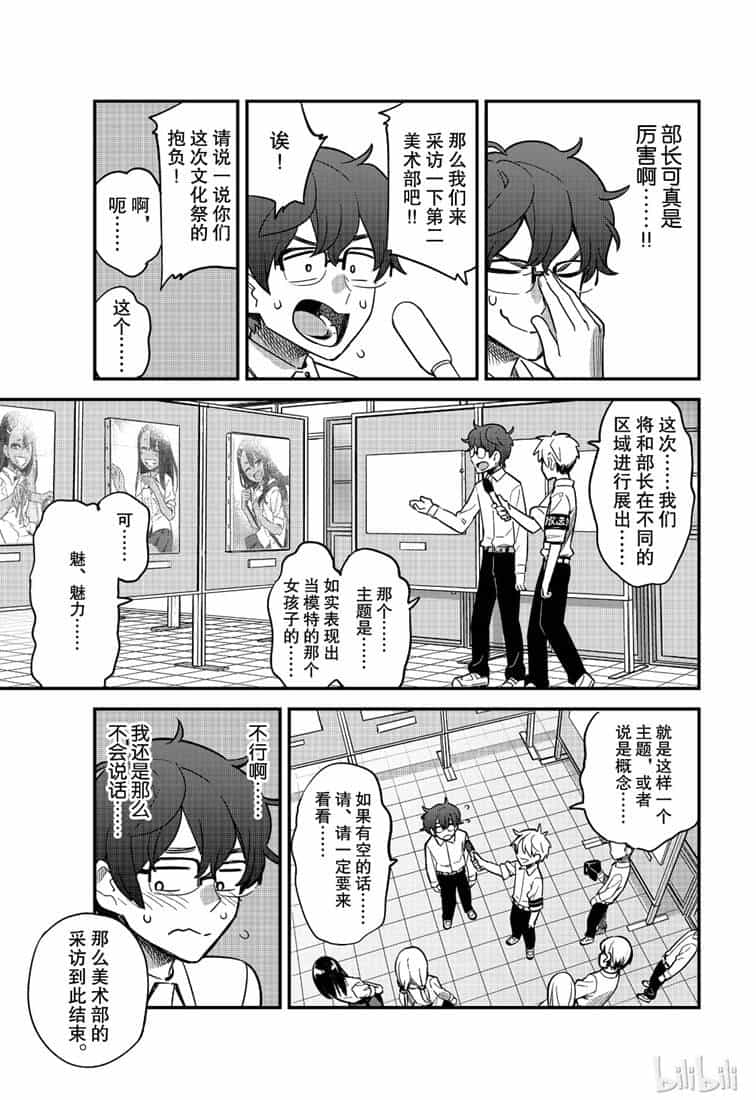 部长可真是
厉害啊……!!
那么我们来
采访一下第二
美术部吧!!
诶！
请说一说你们
这次文化祭的
抱负！
啊，
呃……
这个……
这次……我们
将和部长在不同的
区域进行展出……
那个……
主题是……
如实表现出
当模特的那个
女孩子的……
可……
魅、魅力……
就是这样一个
主题，或者
说是概念……
如果有空的话……
请、请一定要来
看看……
不行啊……
我还是那么
不会说话……
那么美术部的
采访到此结束。
bilibili